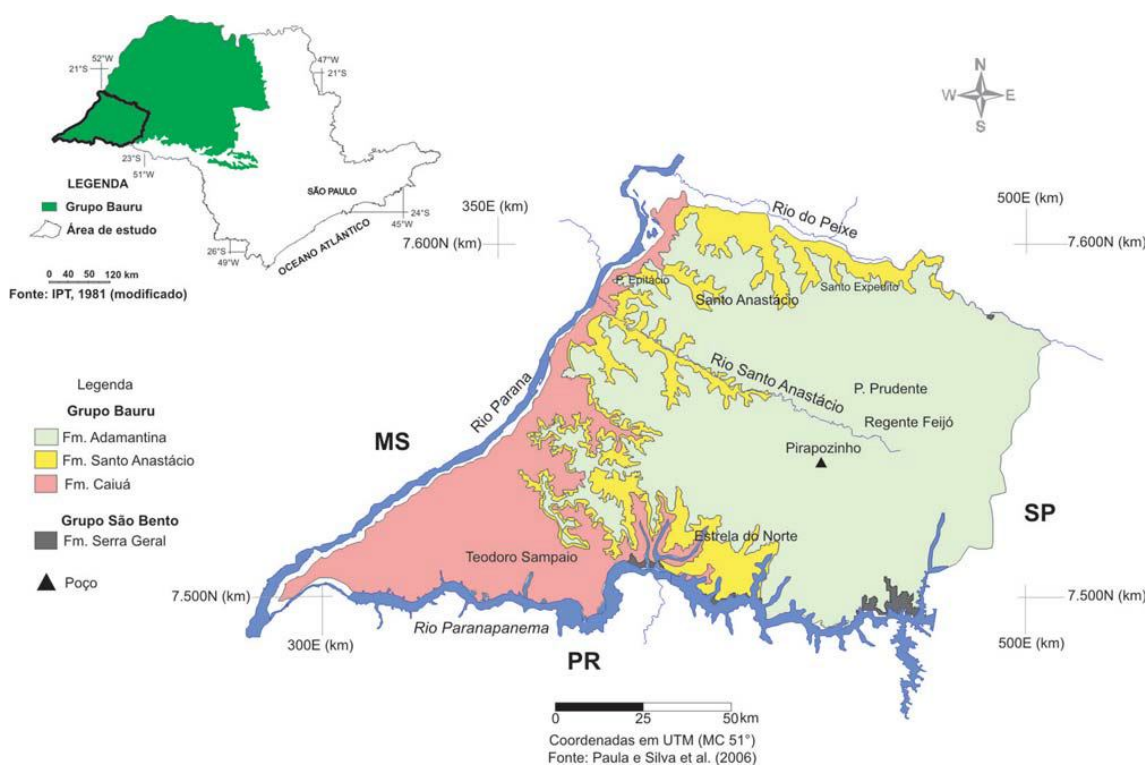 52°W
21°S
47°W
21°S
23°S
51°W
LEGENDA
Grupo Bauru
Área de estudo
0 40 60 120 km
Fonte: IPT, 1981 (modificado)
SÃO PAULO
OCEANO ATLÂNTICO
24°S
45°W
26°S
49°W
N
W E
S
350E (km)
7.600N (km)
500E (km)
7.600N (km)
Rio do Peixe
P. Epitácio
Santo Anastácio
Santo Expedito
Rio Santo Anastácio
Rio Parana
P. Prudente
Regente Feijó
Pirapozinho
MS
SP
Legenda
Grupo Bauru
Fm. Adamantina
Fm. Santo Anastácio
Fm. Caiuá
Grupo São Bento
Fm. Serra Geral
Poço
Estrela do Norte
Teodoro Sampaio
7.500N (km)
300E (km)
Rio Paranapanema
7.500N (km)
500E (km)
PR
0 25 50 km
Coordenadas em UTM (MC 51°)
Fonte: Paula e Silva et al. (2006)